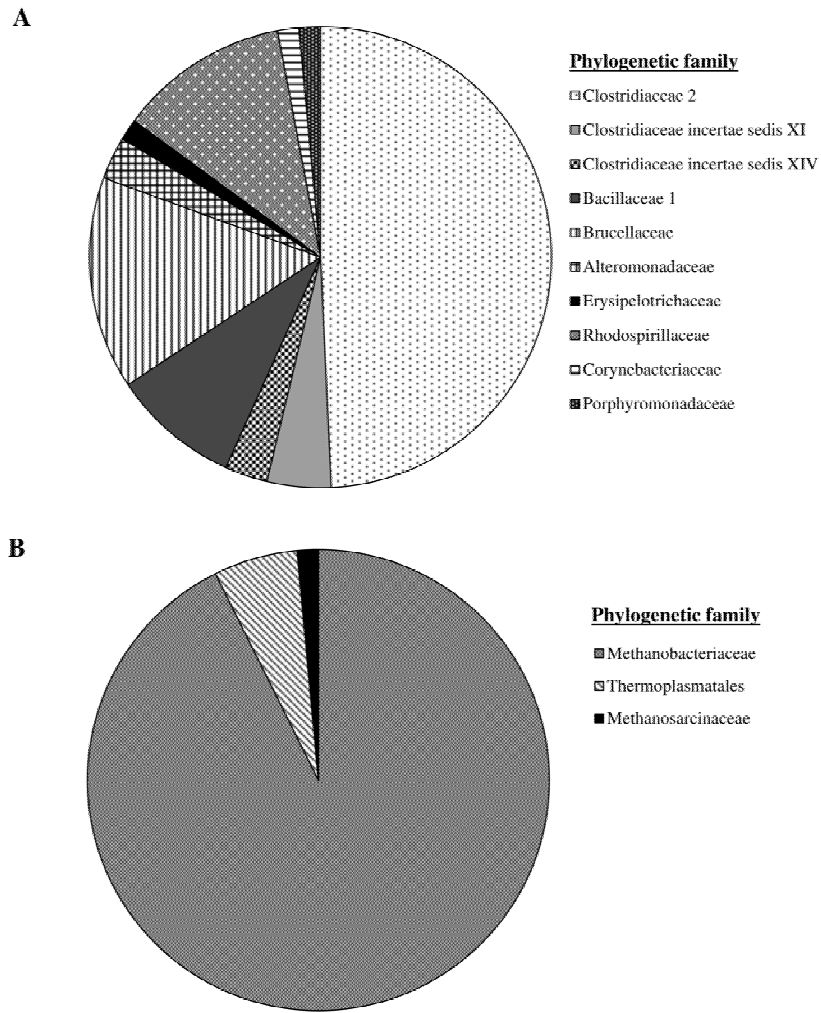 A
Phylogenetic family
Clostridiaceae 2
Clostridiaceae incertae sedis XI
Clostridiaceae incertae sedis XIV
Bacillaceae 1
Brucellaceae
Alteromonadaceae
Erysipelotrichaceae
Rhodospirillaceae
Corynebacteriaceae
Porphyromonadaceae
B
Phylogenetic family
Methanobacteriaceae
Thermoplasmatales
Methanosarcinaceae